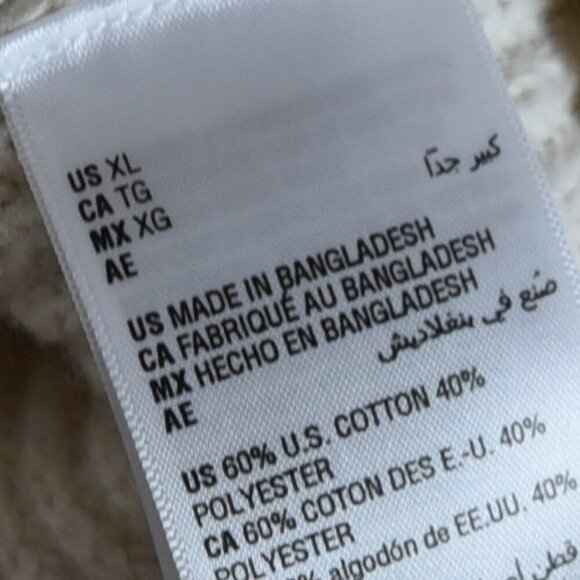 US XL
CA TG
MX XG
AE كبير جدًا
US MADE IN BANGLADESH
CA FABRIQUÉ AU BANGLADESH
MX HECHO EN BANGLADESH
AE صنع في بنغلاديش
US 60% U.S. COTTON 40%
POLYESTER
CA 60% COTON DES E.-U. 40%
POLYESTER
% algodón de EE.UU. 40%
قطن